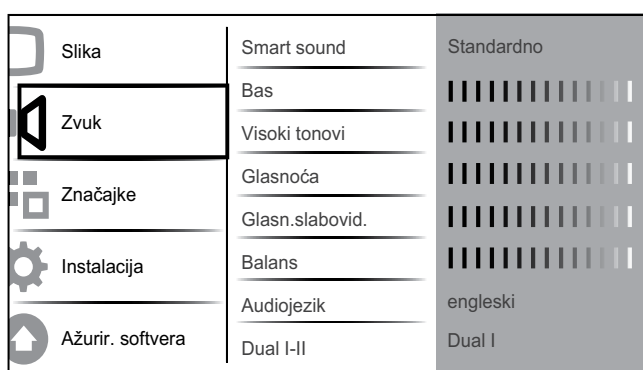 Slika
Zvuk
Značajke
Instalacija
Ažurir. softvera
Smart sound
Bas
Visoki tonovi
Glasnoća
Glasn.slabovid.
Balans
Audiojezik
Dual I-II
Standardno
engleski
Dual I